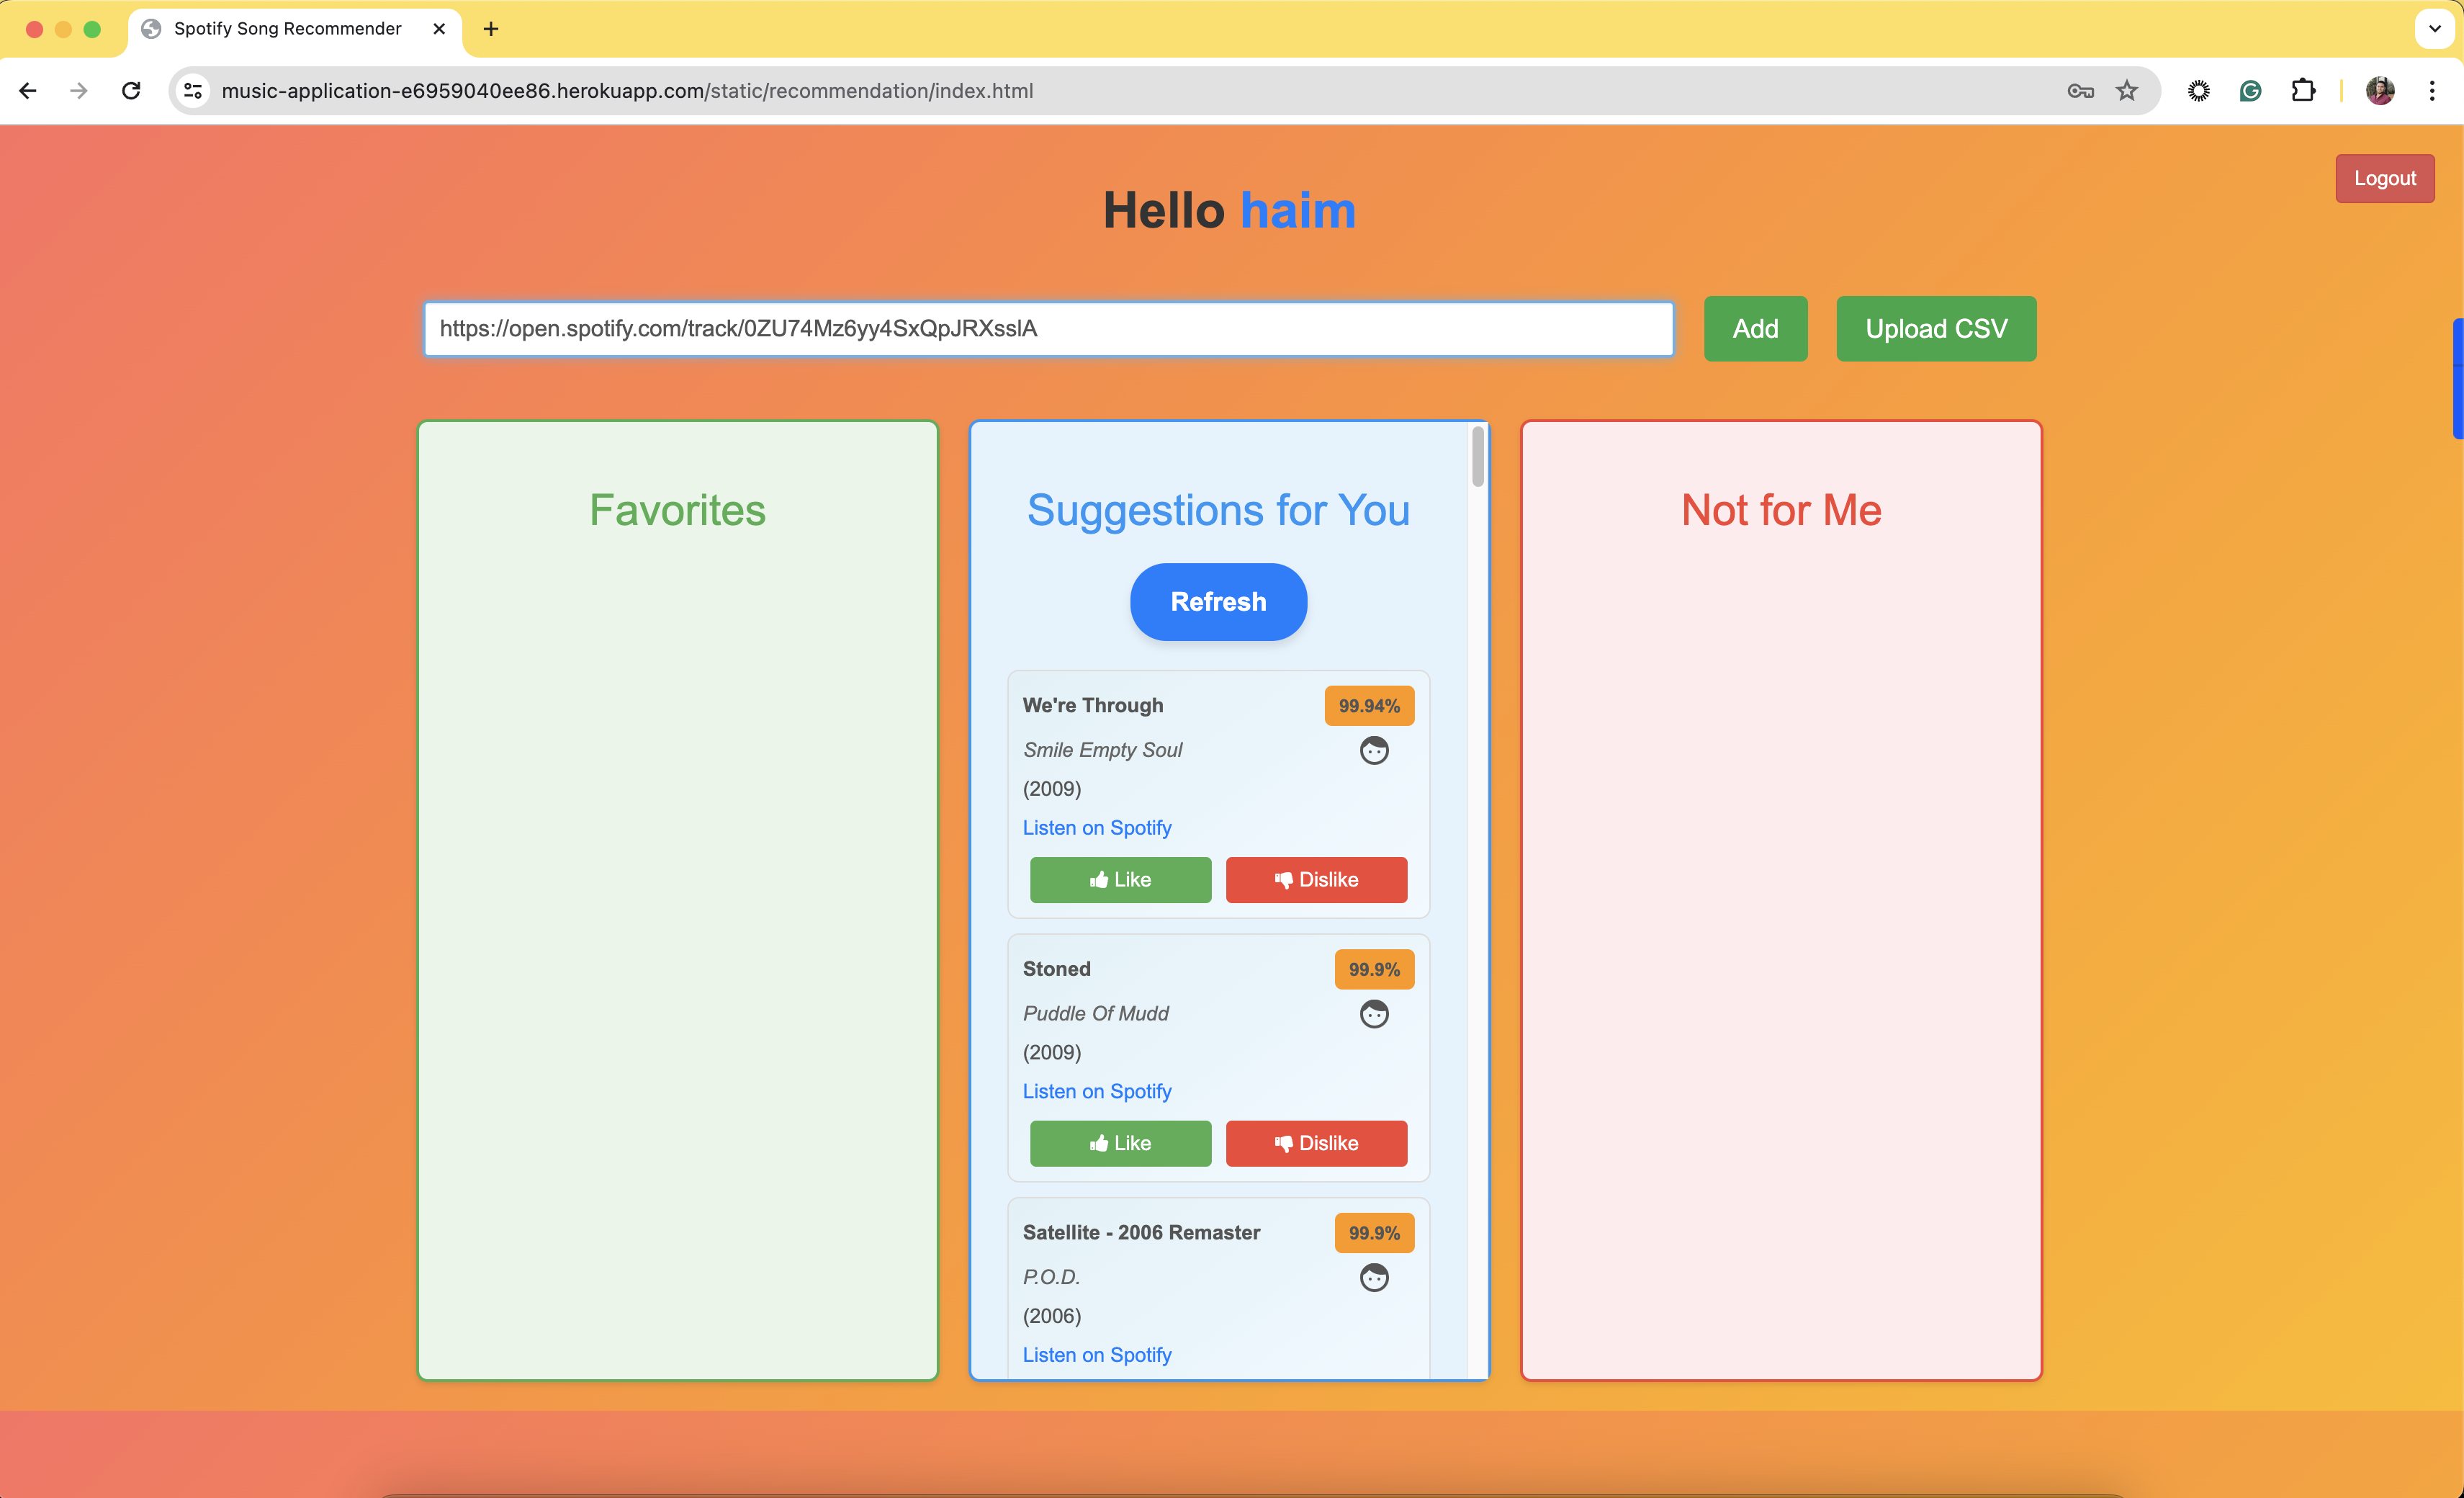 Spotify Song Recommender
music-application-e6959040ee86.herokuapp.com/static/recommendation/index.html
Logout
Hello haim
https://open.spotify.com/track/0ZU74Mz6yy4SxQpJRXsslA
Add
Upload CSV
Favorites
Suggestions for You
Refresh
We're Through
99.94%
Smile Empty Soul
(2009)
Listen on Spotify
Like
Dislike
Stoned
99.9%
Puddle Of Mudd
(2009)
Listen on Spotify
Like
Dislike
Satellite - 2006 Remaster
99.9%
P.O.D.
(2006)
Listen on Spotify
Not for Me